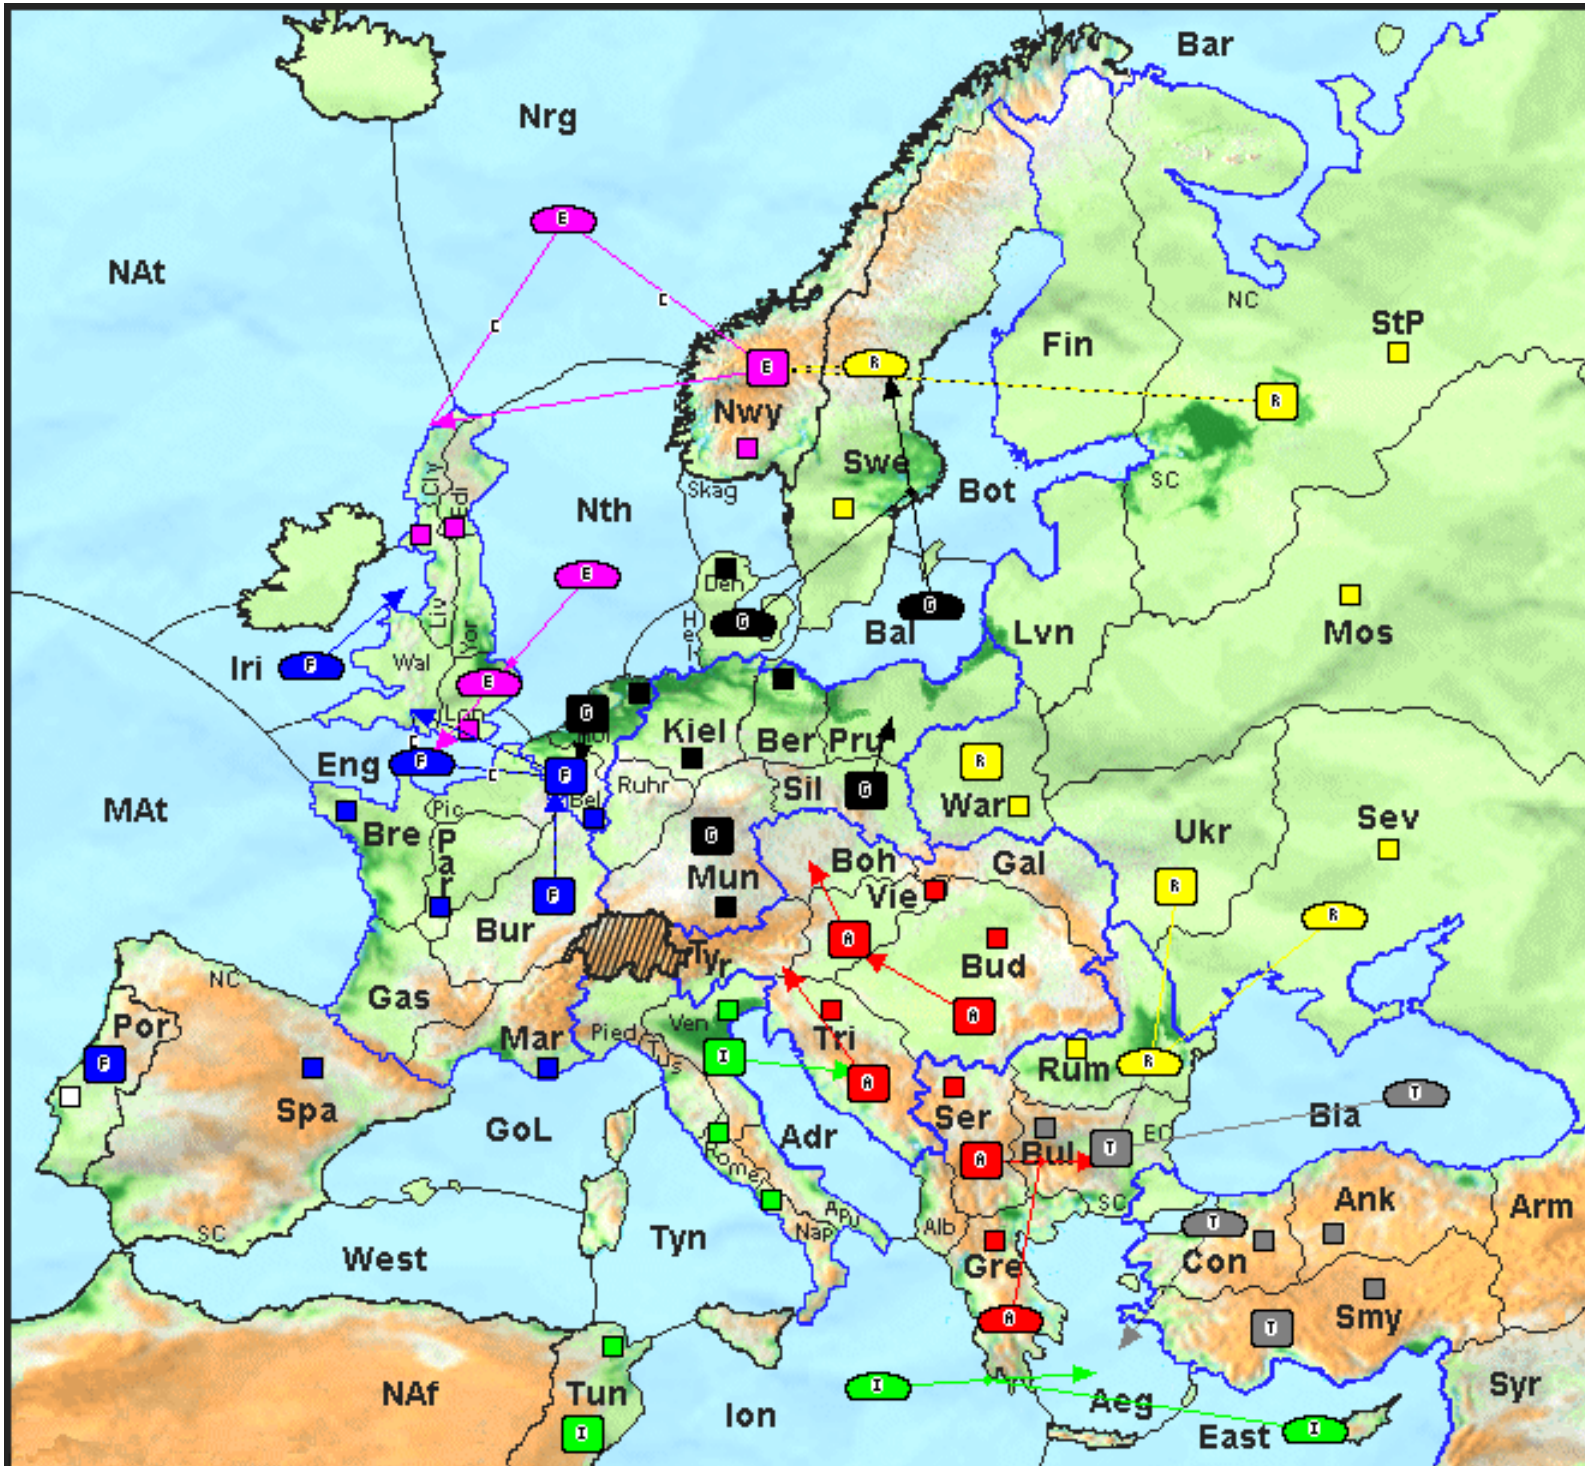 Bar
Nrg
E
NAt
NC
StP
C
C
Fin
E
R
R
Nwy
Cly
Edi
Swe
SC
Skag
Bot
Nth
E
Den
G
G
Hel
Bal
Lvn
Mos
Liv
Yor
Iri
F
Wal
E
Lon
G
Hol
Kiel
Ber
Pru
C
Eng
F
C
F
Ruhr
Sil
G
R
War
MAt
Pic
Bel
Bre
Par
G
Mun
Boh
Gal
Ukr
Sev
Vie
F
R
R
Bur
A
Tyr
Bud
NC
Gas
A
Por
Mar
Pied
Ven
Tri
Rum
F
Tus
I
A
R
Spa
GoL
Ser
T
Bla
Adr
Bul
EC
A
T
Rome
SC
Ank
Arm
SC
Tyn
Apu
Nap
Alb
T
Con
West
Gre
A
T
Smy
NAf
Tun
I
Syr
Ion
Aeg
I
East
I